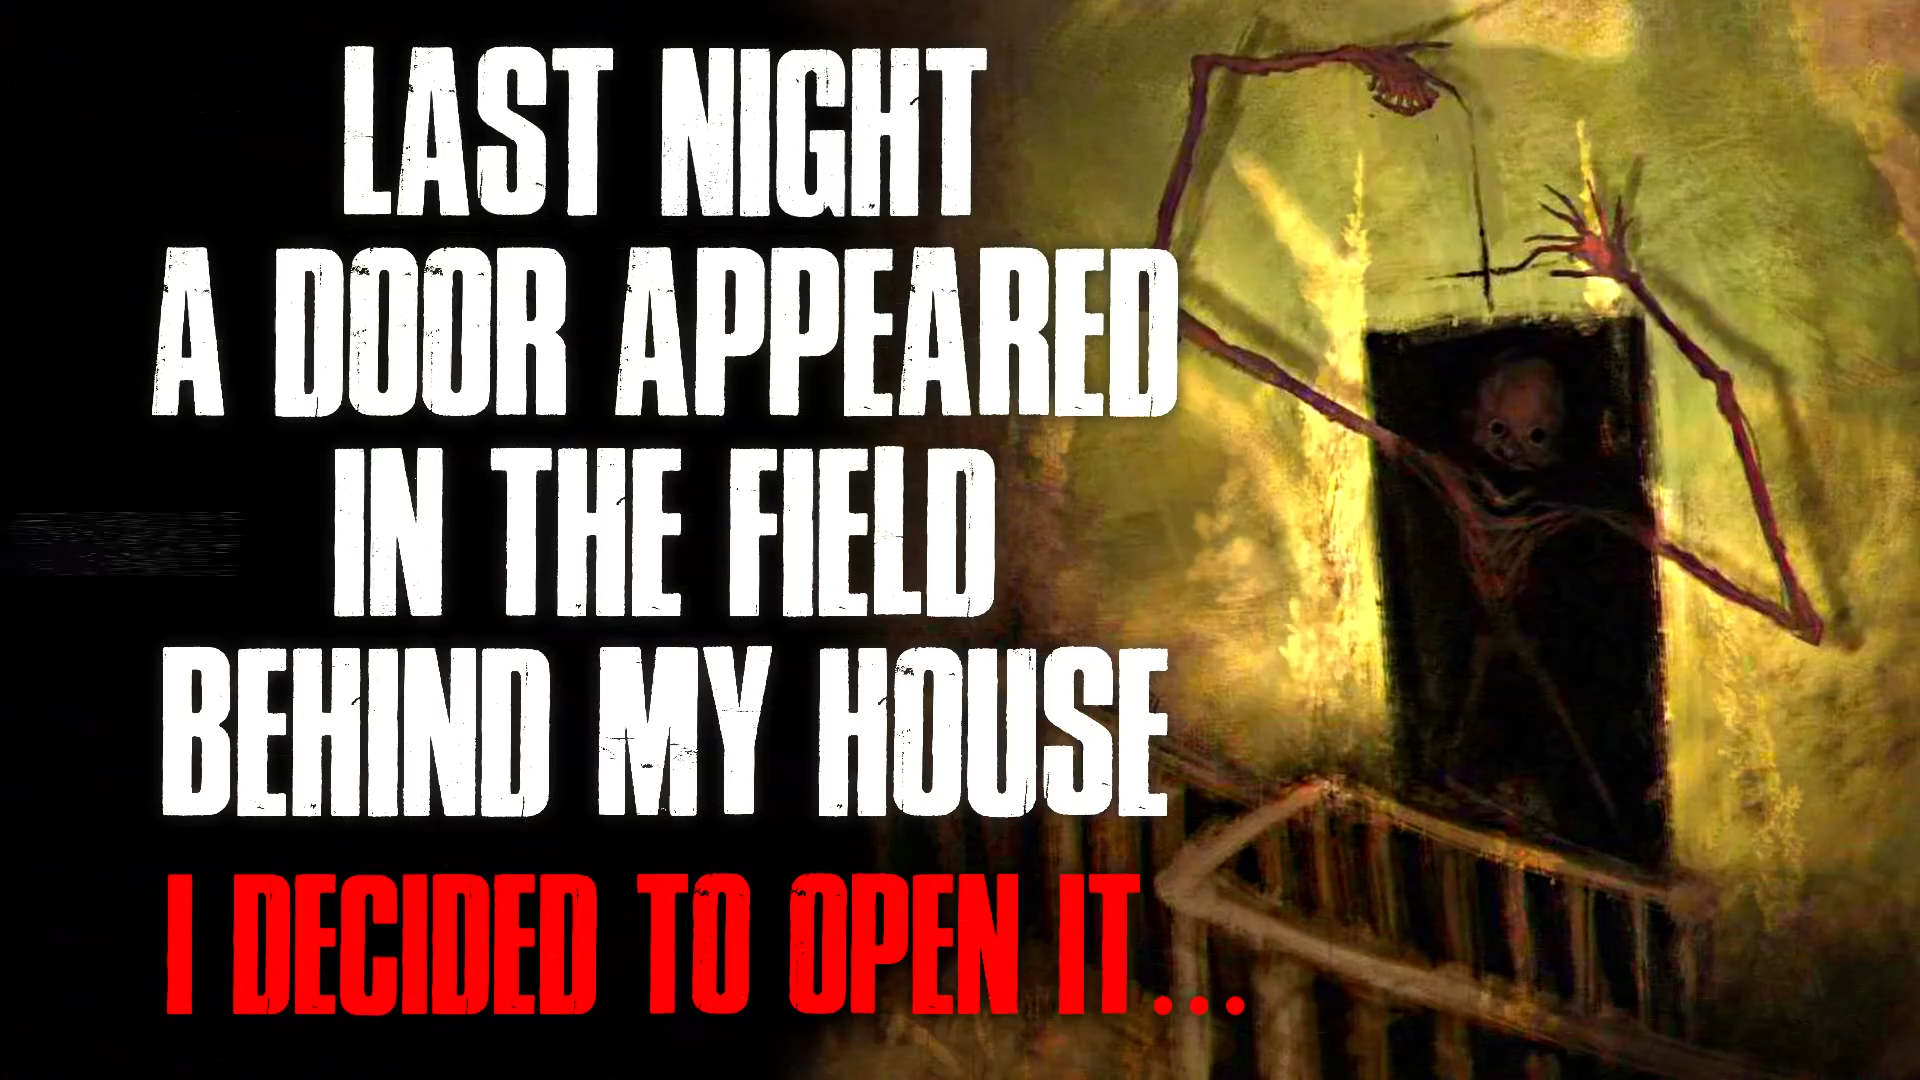 LAST NIGHT
A DOOR APPEARED
IN THE FIELD
BEHIND MY HOUSE
I DECIDED TO OPEN IT...